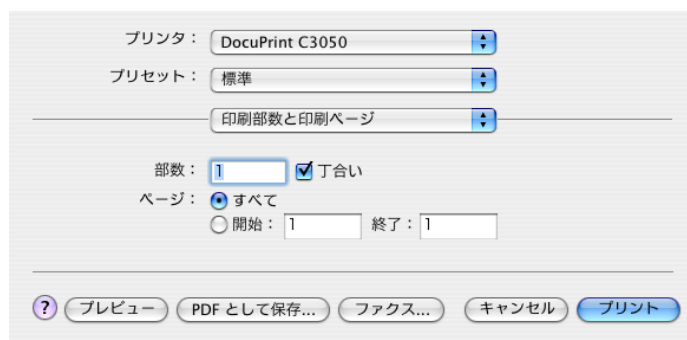 プリンタ： DocuPrint C3050
プリセット： 標準
印刷部数と印刷ページ
部数： 1 丁合い
ページ： すべて
開始： 1 終了： 1
? プレビュー PDF として保存... ファクス... キャンセル プリント